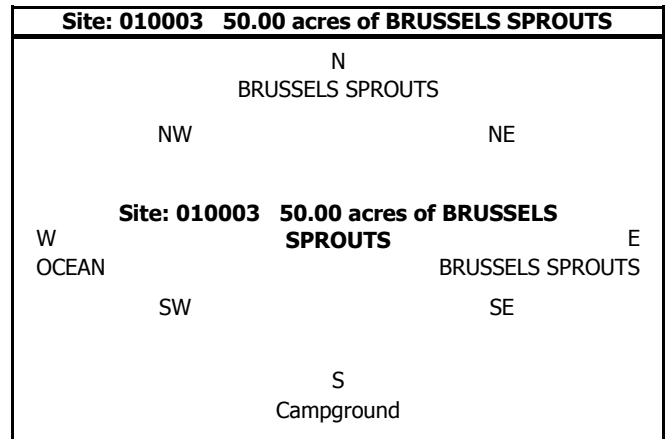 Site: 010003 50.00 acres of BRUSSELS SPROUTS
N
BRUSSELS SPROUTS
NW NE
Site: 010003 50.00 acres of BRUSSELS
W SPROUTS E
OCEAN BRUSSELS SPROUTS
SW SE
S
Campground